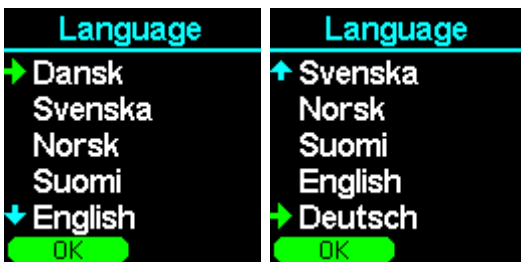 Language
Dansk
Svenska
Norsk
Suomi
English
OK
Language
Svenska
Norsk
Suomi
English
Deutsch
OK